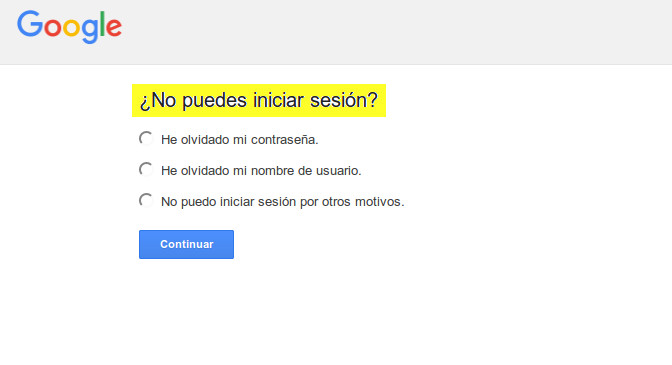 Google
¿No puedes iniciar sesión?
He olvidado mi contraseña.
He olvidado mi nombre de usuario.
No puedo iniciar sesión por otros motivos.
Continuar